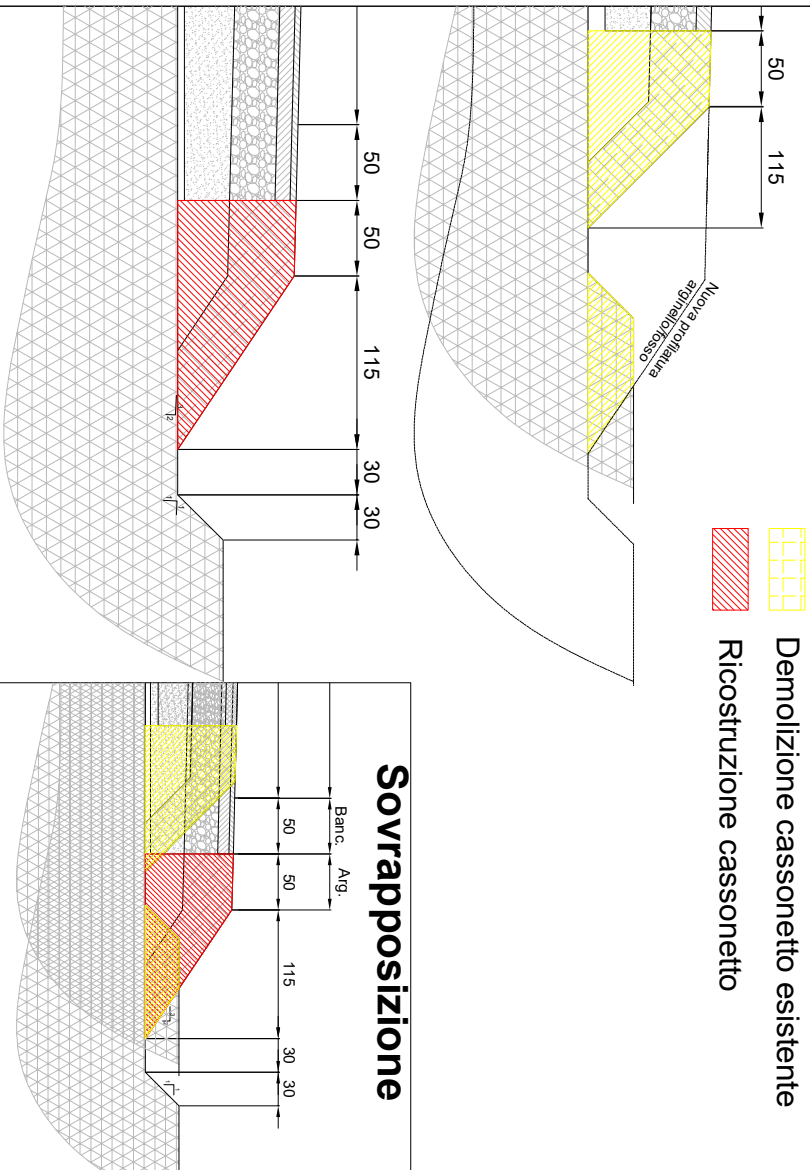 50
115
Nuova profilatura
arginello/fosso
Demolizione cassonetto esistente
Ricostruzione cassonetto
50
50
115
30
30
Sovrapposizione
Banc.
Arg.
50
50
115
30
30